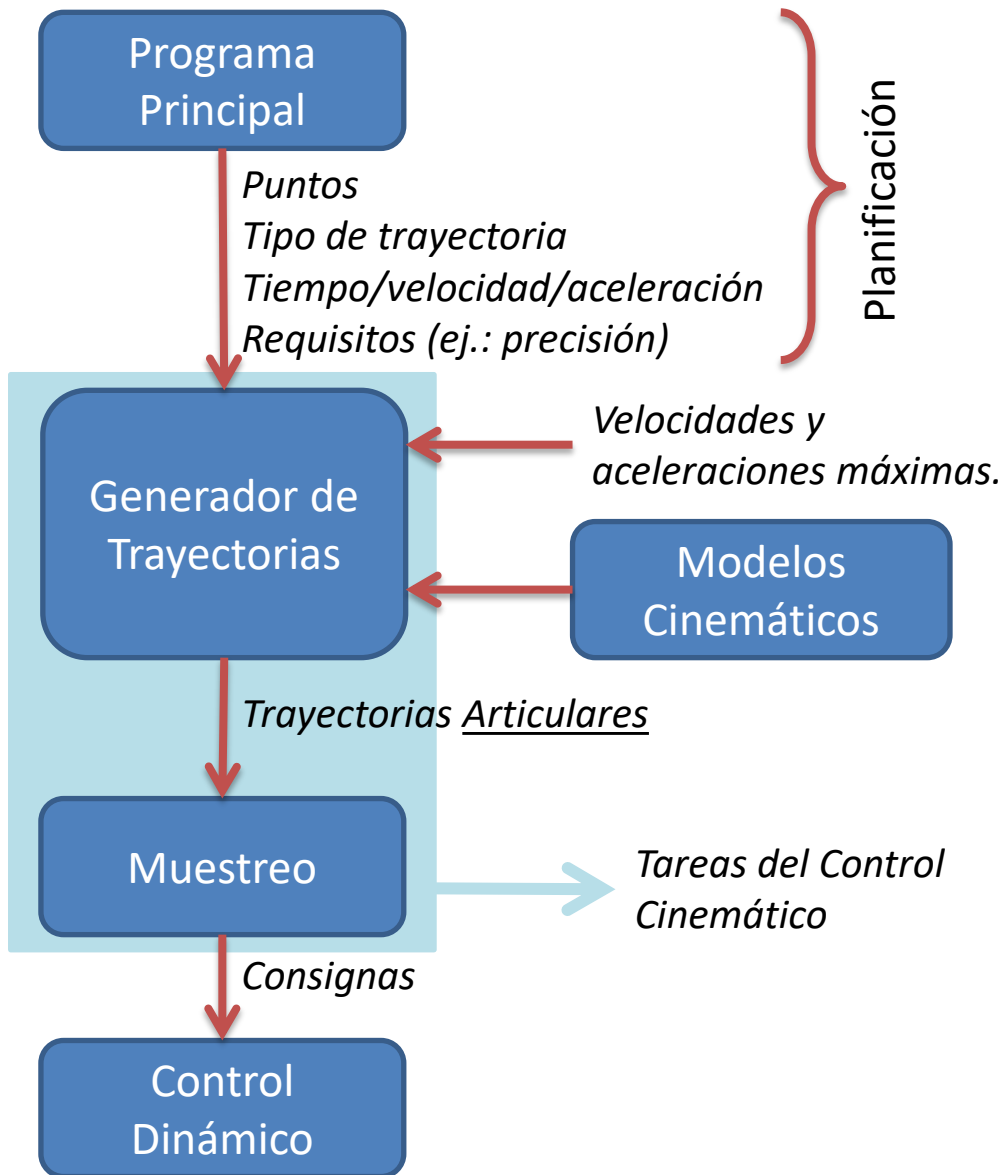 Programa
Principal
Planificación
Puntos
Tipo de trayectoria
Tiempo/velocidad/aceleración
Requisitos (ej.: precisión)
Velocidades y
aceleraciones máximas.
Generador de
Trayectorias
Modelos
Cinemáticos
Trayectorias Articulares
Muestreo
Tareas del Control
Cinemático
Consignas
Control
Dinámico